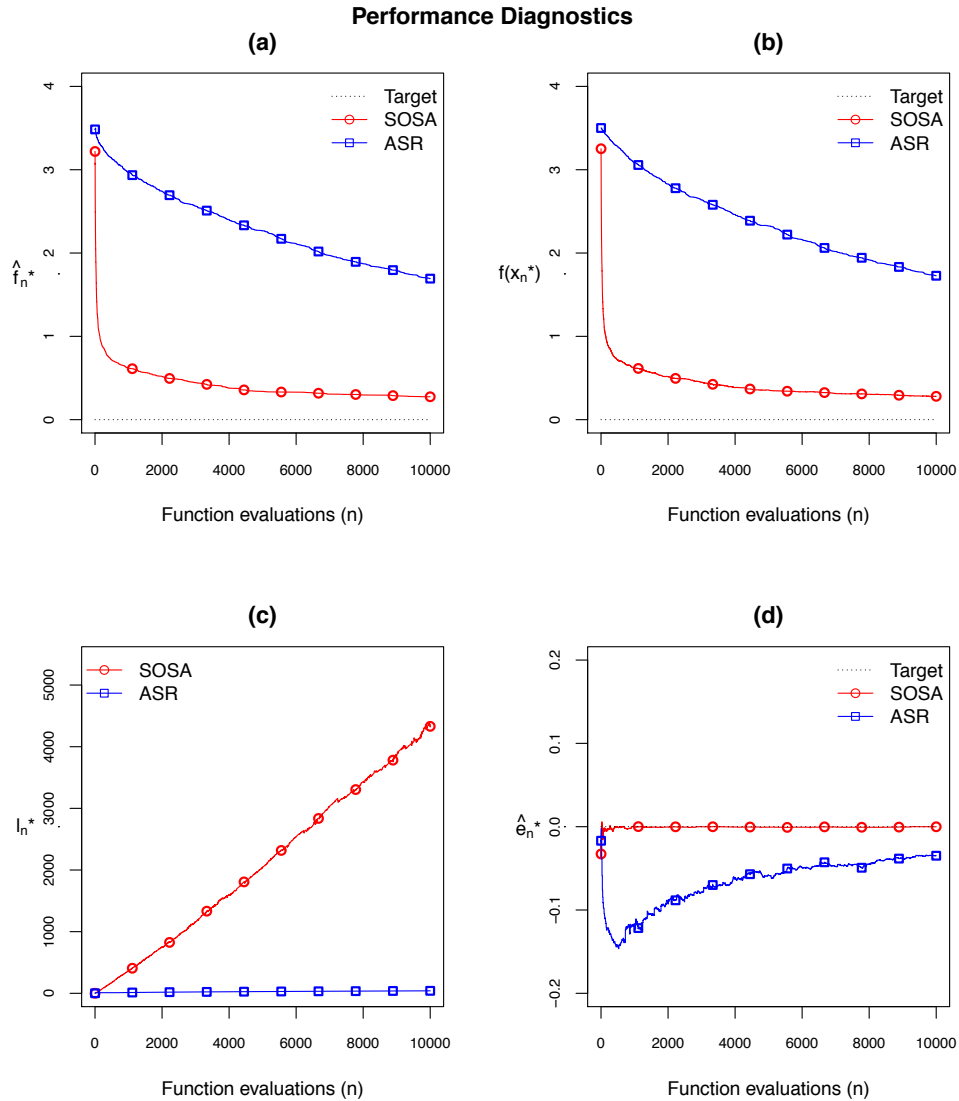 Performance Diagnostics
(a)
Target
SOSA
ASR
4
3
2
1
0
f̂ₙ*
0 2000 4000 6000 8000 10000
Function evaluations (n)
(b)
Target
SOSA
ASR
4
3
2
1
0
f(xₙ*)
0 2000 4000 6000 8000 10000
Function evaluations (n)
(c)
SOSA
ASR
5000
4000
3000
2000
1000
0
0 2000 4000 6000 8000 10000
Function evaluations (n)
(d)
Target
SOSA
ASR
0.2
0.1
0.0
-0.1
-0.2
êₙ*
0 2000 4000 6000 8000 10000
Function evaluations (n)